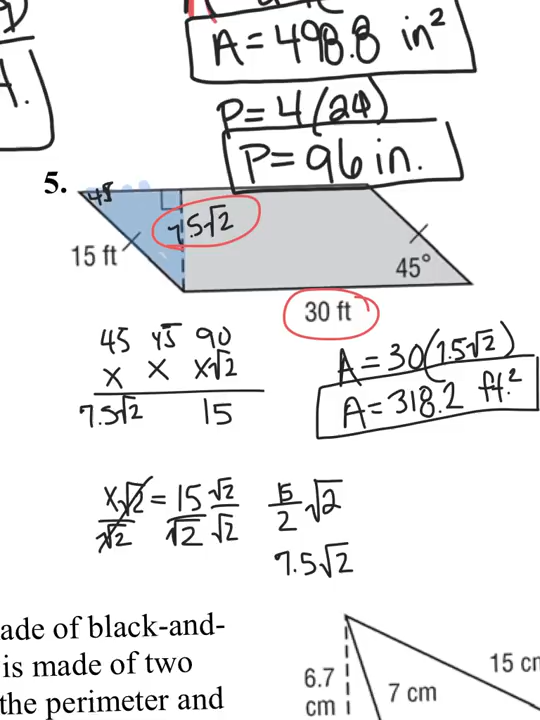 4.
A = 498.8 in²
P = 4(24)
P = 96 in.
5.
45
7.5√2
15 ft
45°
30 ft
45 45 90
x x x√2
7.5√2 15
A = 30(7.5√2)
A = 318.2 ft.²
x√2/√2 = 15/√2 √2/√2
15/2 √2
7.5√2
ade of black-and-
is made of two
the perimeter and
6.7
cm
7 cm
15 cm